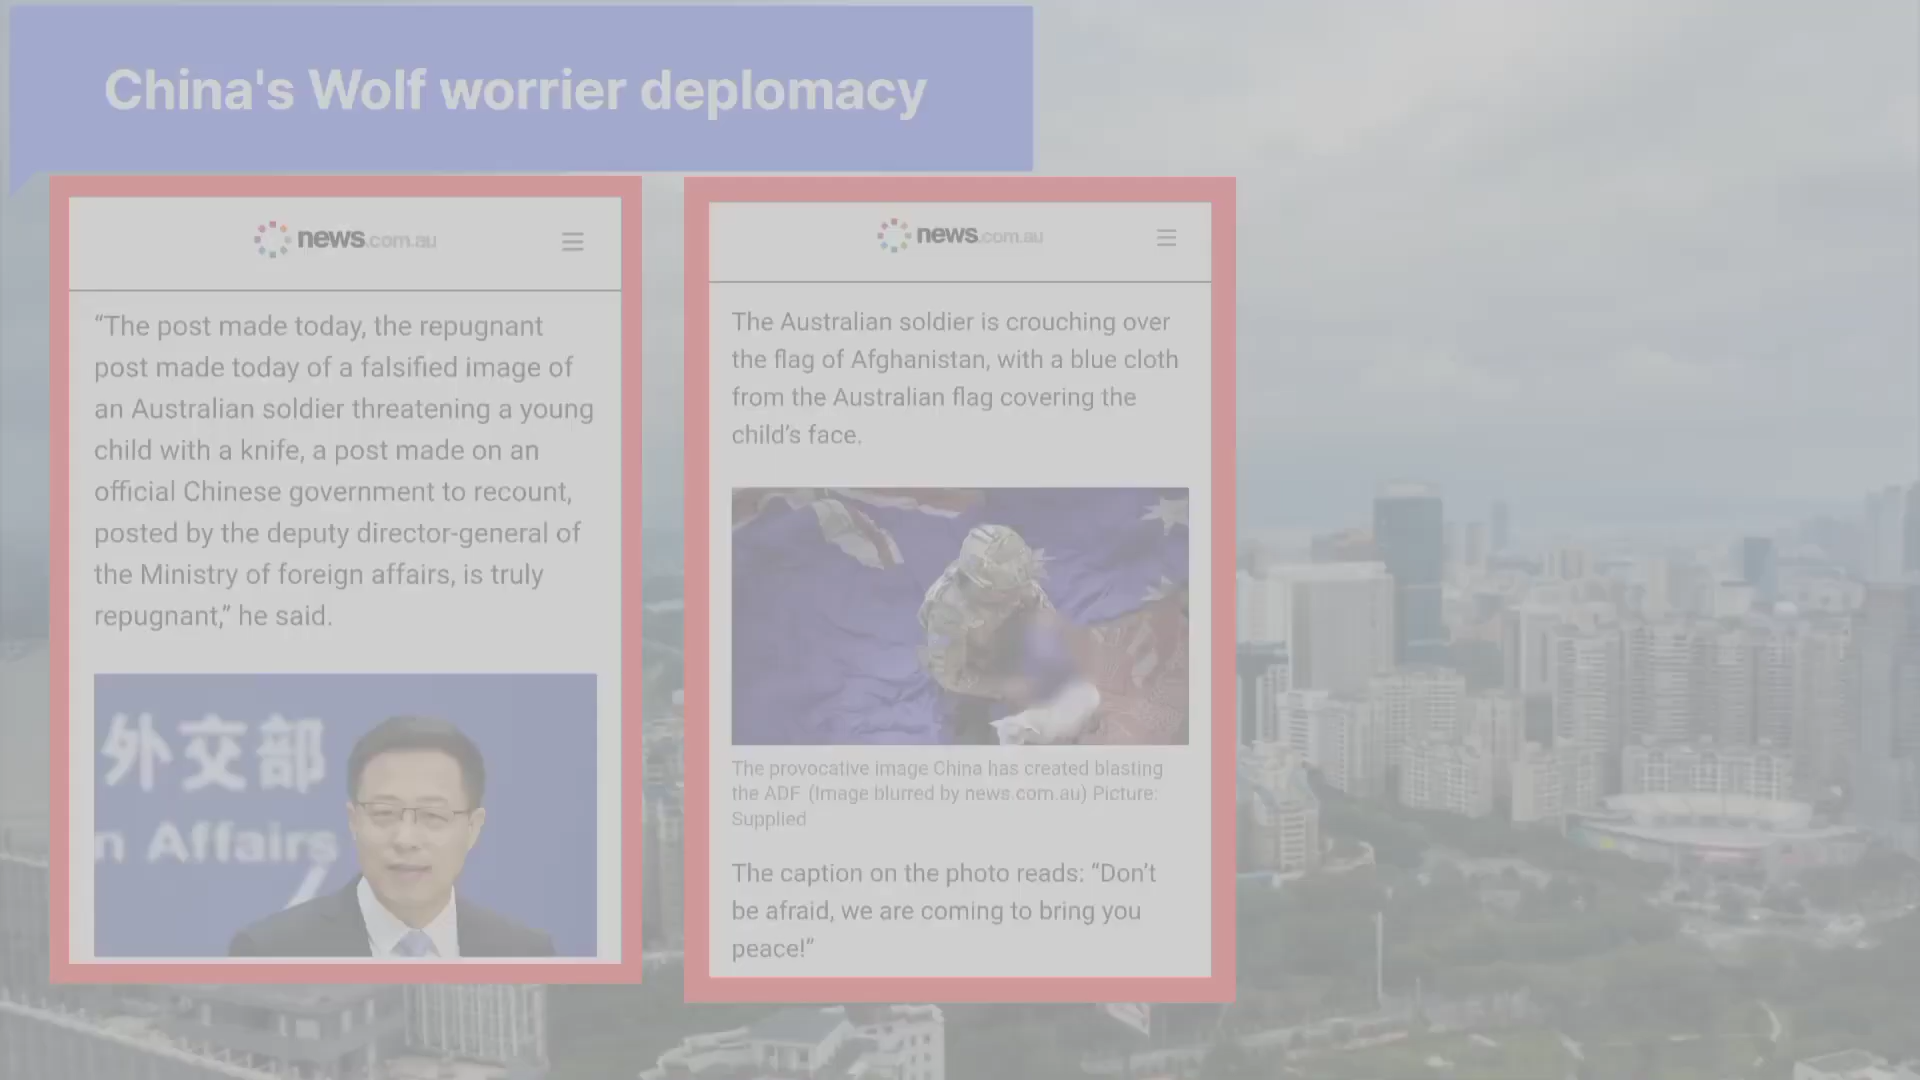 China's Wolf worrier deplomacy
news.com.au
“The post made today, the repugnant
post made today of a falsified image of
an Australian soldier threatening a young
child with a knife, a post made on an
official Chinese government to recount,
posted by the deputy director-general of
the Ministry of foreign affairs, is truly
repugnant,” he said.
外交部
n Affairs
news.com.au
The Australian soldier is crouching over
the flag of Afghanistan, with a blue cloth
from the Australian flag covering the
child’s face.
The provocative image China has created blasting
the ADF (Image blurred by news.com.au) Picture:
Supplied
The caption on the photo reads: “Don’t
be afraid, we are coming to bring you
peace!”